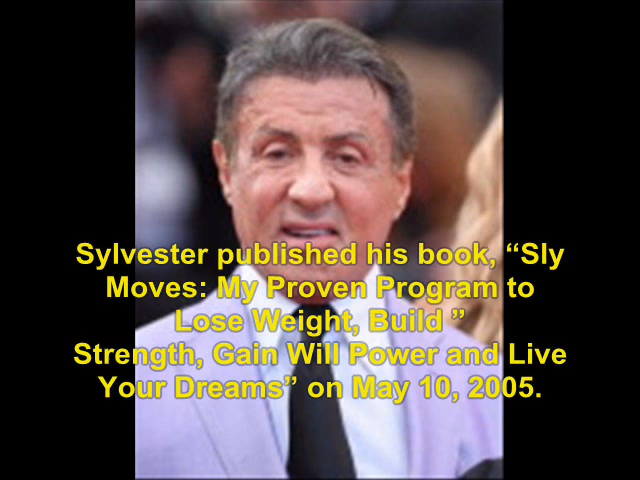 Sylvester published his book, “Sly
Moves: My Proven Program to
Lose Weight, Build ”
Strength, Gain Will Power and Live
Your Dreams” on May 10, 2005.